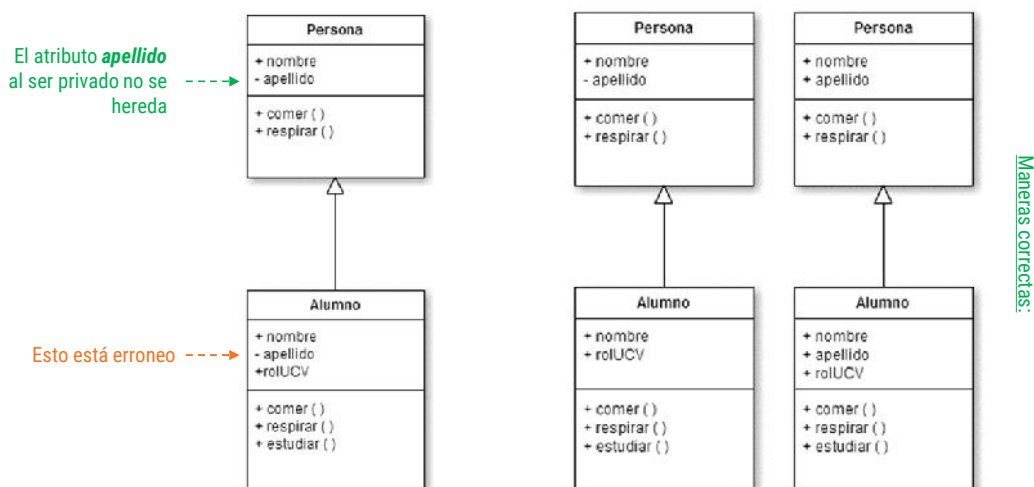 El atributo apellido
al ser privado no se
hereda
Persona
+ nombre
- apellido
+ comer ( )
+ respirar ( )
Esto está erroneo
Alumno
+ nombre
- apellido
+rolUCV
+ comer ( )
+ respirar ( )
+ estudiar ( )
Persona
+ nombre
- apellido
+ comer ( )
+ respirar ( )
Alumno
+ nombre
+ rolUCV
+ comer ( )
+ respirar ( )
+ estudiar ( )
Persona
+ nombre
+ apellido
+ comer ( )
+ respirar ( )
Alumno
+ nombre
+ apellido
+ rolUCV
+ comer ( )
+ respirar ( )
+ estudiar ( )
Maneras correctas: